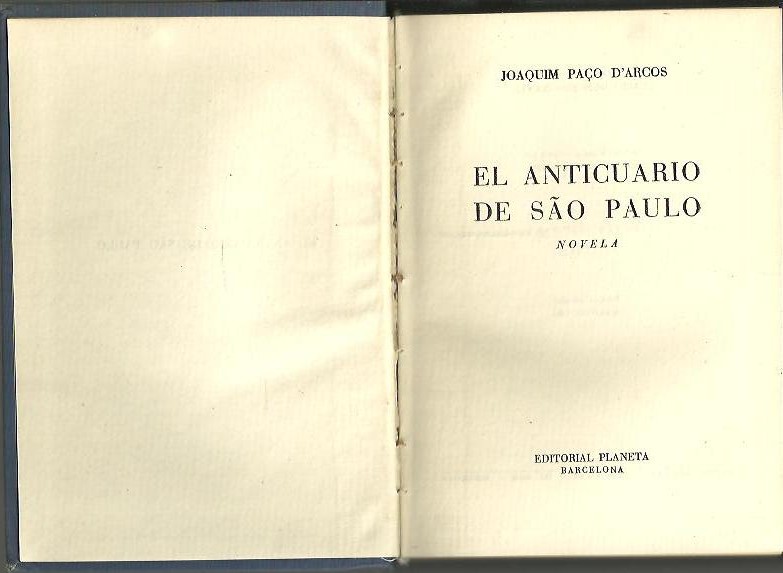 JOAQUIM PAÇO D'ARCOS
EL ANTICUARIO
DE SÃO PAULO
NOVELA
EDITORIAL PLANETA
BARCELONA